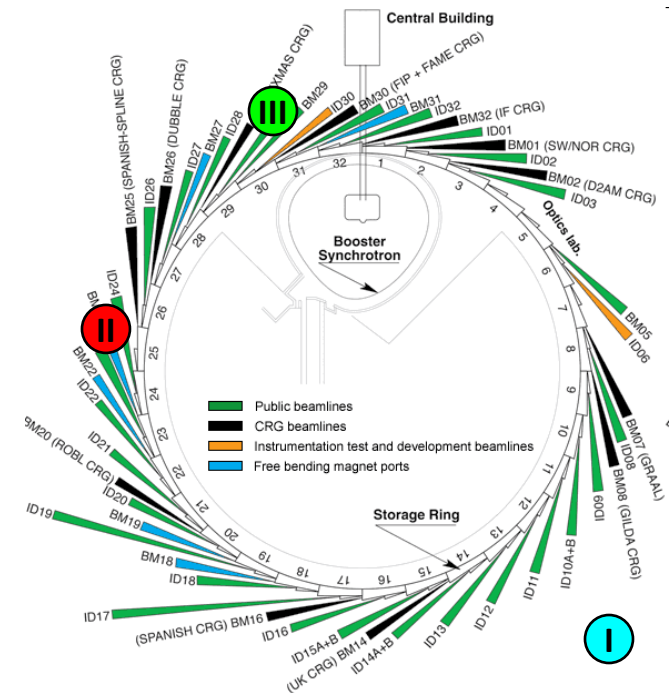 Central Building
XMAS CRG)
BM29
ID30
BM30 (FIP + FAME CRG)
ID31
BM31
ID32
BM32 (IF CRG)
ID01
BM01 (SW/NOR CRG)
ID02
BM02 (D2AM CRG)
ID03
Optics lab.
BM05
ID06
BM07 (GRAAL)
ID08
BM08 (GILDA CRG)
ID09
ID10A+B
ID11
ID12
ID13
ID14A+B
(UK CRG) BM14
ID15A+B
ID16
(SPANISH CRG) BM16
ID17
ID18
BM18
BM19
ID19
ID20
BM20 (ROBL CRG)
ID21
ID22
BM22
ID24
BM25 (SPANISH-SPLINE CRG)
ID26
BM26 (DUBBLE CRG)
ID27
BM27
ID28
III
II
I
1
2
3
4
5
6
7
8
9
10
11
12
13
14
15
16
17
18
19
20
21
22
23
24
25
26
27
28
29
30
31
32
Booster
Synchrotron
Public beamlines
CRG beamlines
Instrumentation test and development beamlines
Free bending magnet ports
Storage Ring